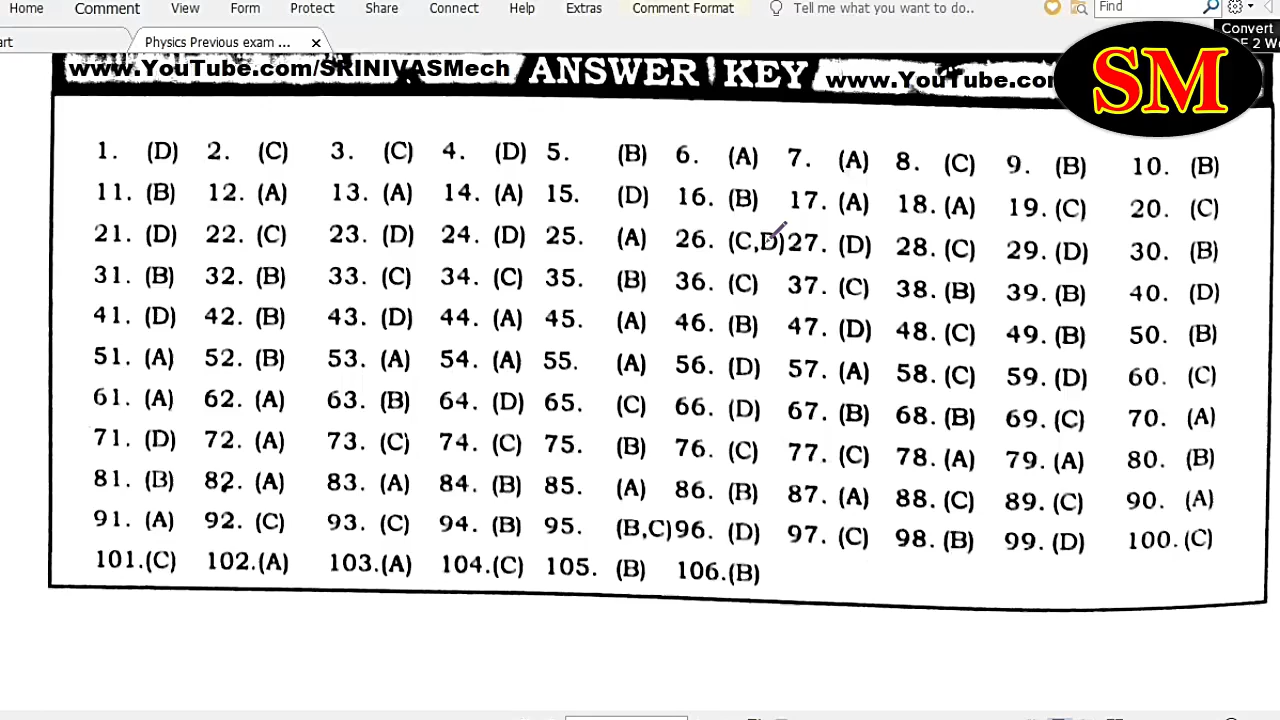 Home Comment View Form Protect Share Connect Help Extras Comment Format Tell me what you want to do.. Find
art Physics Previous exam ... × Convert
www.YouTube.com/SRINIVASMech ANSWER KEY www.YouTube.com SM
1. (D) 2. (C) 3. (C) 4. (D) 5. (B) 6. (A) 7. (A) 8. (C) 9. (B) 10. (B)
11. (B) 12. (A) 13. (A) 14. (A) 15. (D) 16. (B) 17. (A) 18. (A) 19. (C) 20. (C)
21. (D) 22. (C) 23. (D) 24. (D) 25. (A) 26. (C,D) 27. (D) 28. (C) 29. (D) 30. (B)
31. (B) 32. (B) 33. (C) 34. (C) 35. (B) 36. (C) 37. (C) 38. (B) 39. (B) 40. (D)
41. (D) 42. (B) 43. (D) 44. (A) 45. (A) 46. (B) 47. (D) 48. (C) 49. (B) 50. (B)
51. (A) 52. (B) 53. (A) 54. (A) 55. (A) 56. (D) 57. (A) 58. (C) 59. (D) 60. (C)
61. (A) 62. (A) 63. (B) 64. (D) 65. (C) 66. (D) 67. (B) 68. (B) 69. (C) 70. (A)
71. (D) 72. (A) 73. (C) 74. (C) 75. (B) 76. (C) 77. (C) 78. (A) 79. (A) 80. (B)
81. (B) 82. (A) 83. (A) 84. (B) 85. (A) 86. (B) 87. (A) 88. (C) 89. (C) 90. (A)
91. (A) 92. (C) 93. (C) 94. (B) 95. (B,C) 96. (D) 97. (C) 98. (B) 99. (D) 100. (C)
101.(C) 102.(A) 103.(A) 104.(C) 105. (B) 106.(B)